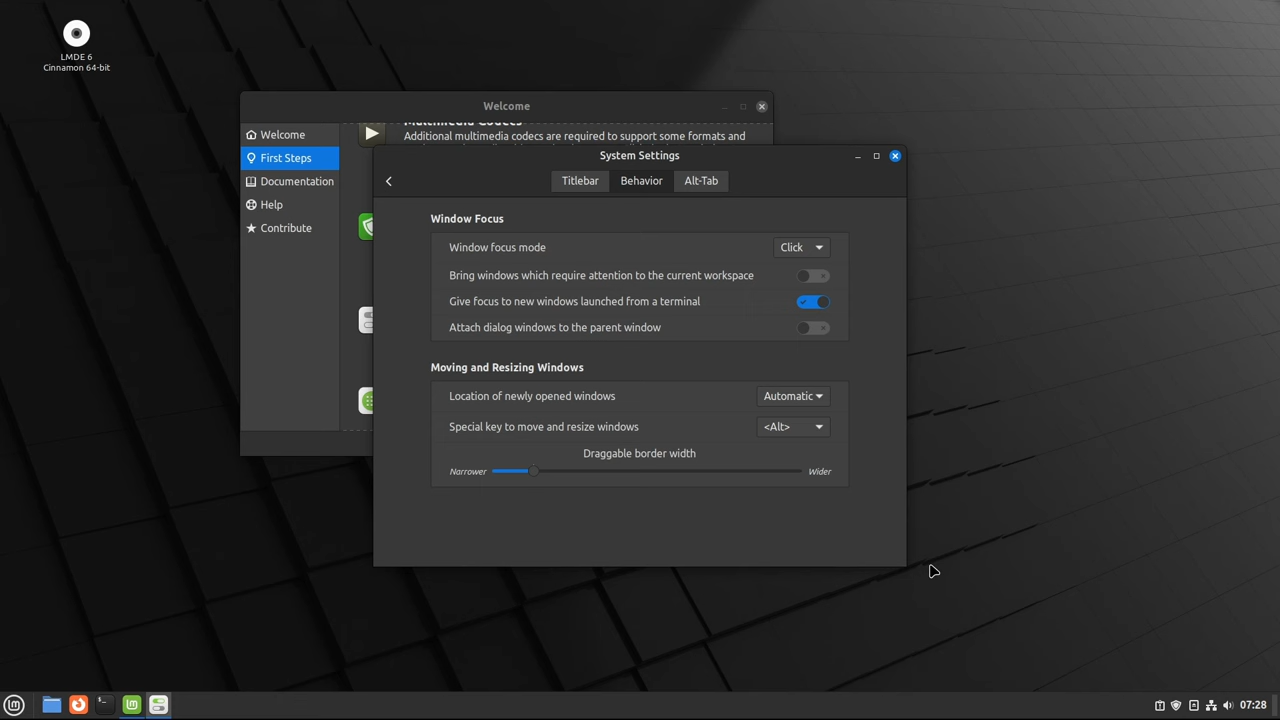 LMDE 6
Cinnamon 64-bit
Welcome
Welcome
First Steps
Documentation
Help
Contribute
Multimedia Codecs
Additional multimedia codecs are required to support some formats and
System Settings
Titlebar
Behavior
Alt-Tab
Window Focus
Window focus mode
Click
Bring windows which require attention to the current workspace
Give focus to new windows launched from a terminal
Attach dialog windows to the parent window
Moving and Resizing Windows
Location of newly opened windows
Automatic
Special key to move and resize windows
<Alt>
Draggable border width
Narrower
Wider
07:28